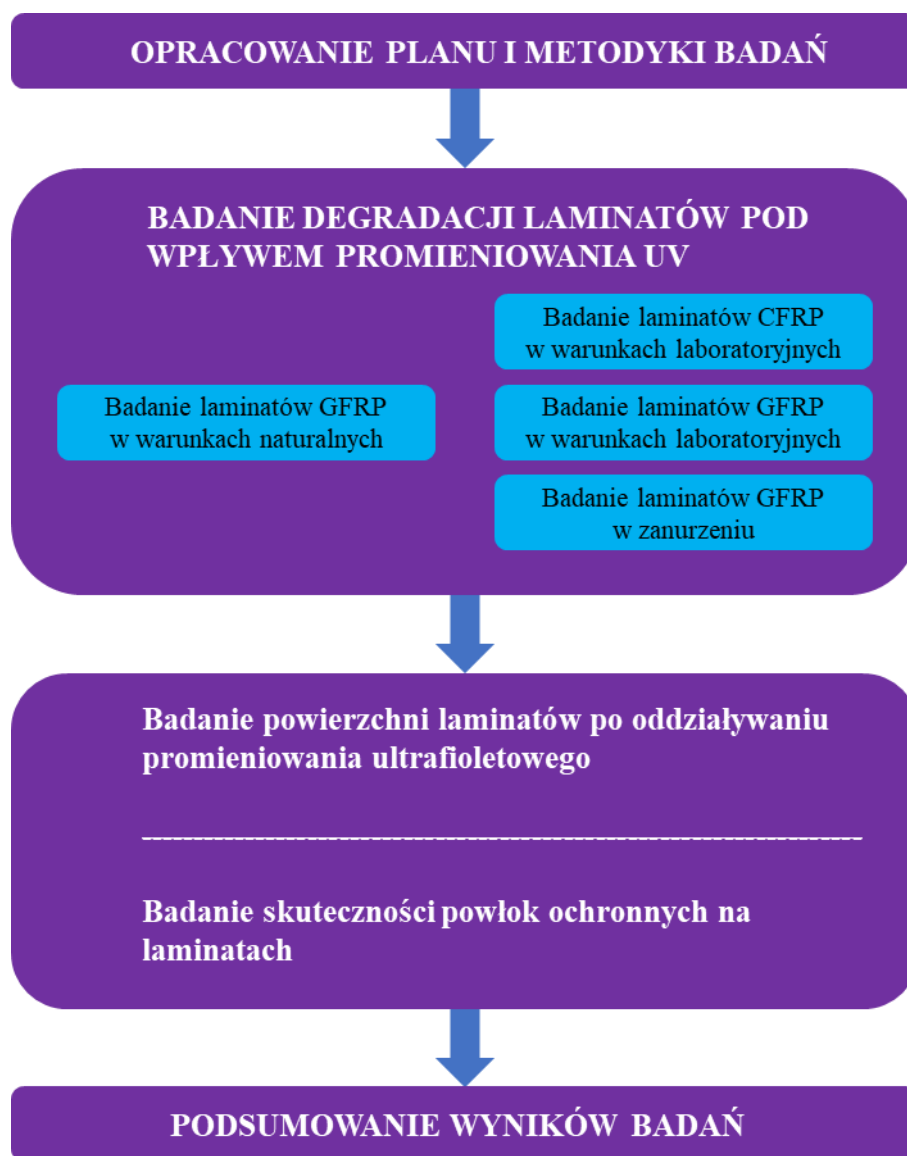 OPRACOWANIE PLANU I METODYKI BADAŃ
BADANIE DEGRADACJI LAMINATÓW POD
WPŁYWEM PROMIENIOWANIA UV
Badanie laminatów CFRP
w warunkach laboratoryjnych
Badanie laminatów GFRP
w warunkach naturalnych
Badanie laminatów GFRP
w warunkach laboratoryjnych
Badanie laminatów GFRP
w zanurzeniu
Badanie powierzchni laminatów po oddziaływaniu
promieniowania ultrafioletowego
Badanie skuteczności powłok ochronnych na
laminatach
PODSUMOWANIE WYNIKÓW BADAŃ